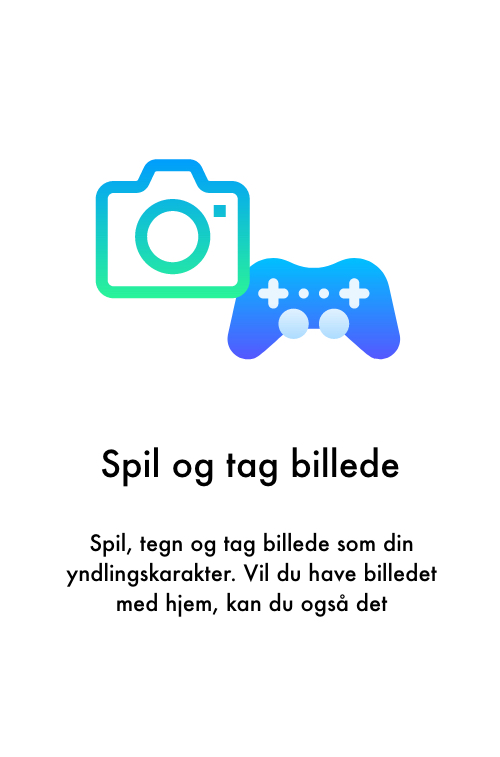 Spil og tag billede
Spil, tegn og tag billede som din
yndlingskarakter. Vil du have billedet
med hjem, kan du også det